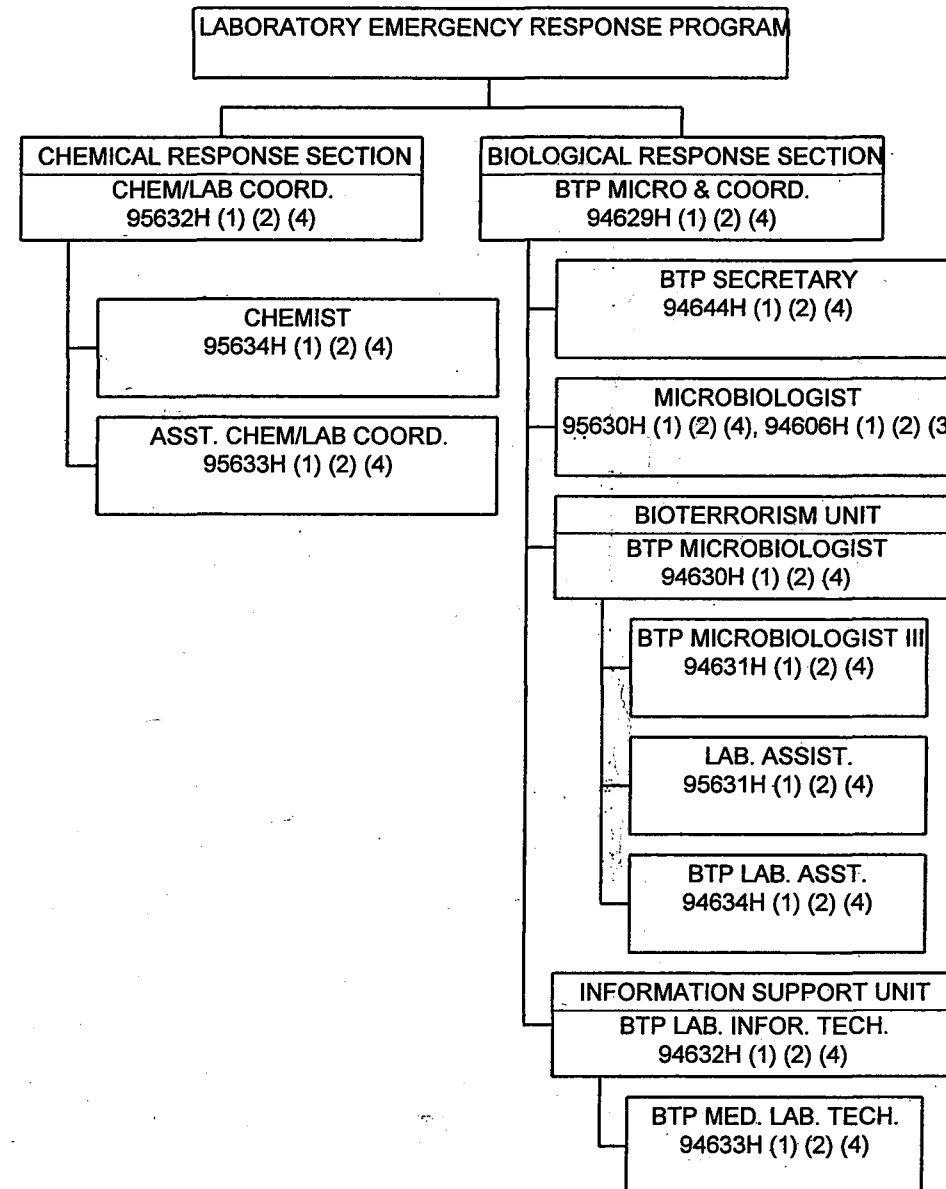 LABORATORY EMERGENCY RESPONSE PROGRAM
CHEMICAL RESPONSE SECTION
CHEM/LAB COORD.
95632H (1) (2) (4)
CHEMIST
95634H (1) (2) (4)
ASST. CHEM/LAB COORD.
95633H (1) (2) (4)
BIOLOGICAL RESPONSE SECTION
BTP MICRO & COORD.
94629H (1) (2) (4)
BTP SECRETARY
94644H (1) (2) (4)
MICROBIOLOGIST
95630H (1) (2) (4), 94606H (1) (2) (3
BIOTERRORISM UNIT
BTP MICROBIOLOGIST
94630H (1) (2) (4)
BTP MICROBIOLOGIST III
94631H (1) (2) (4)
LAB. ASSIST.
95631H (1) (2) (4)
BTP LAB. ASST.
94634H (1) (2) (4)
INFORMATION SUPPORT UNIT
BTP LAB. INFOR. TECH.
94632H (1) (2) (4)
BTP MED. LAB. TECH.
94633H (1) (2) (4)